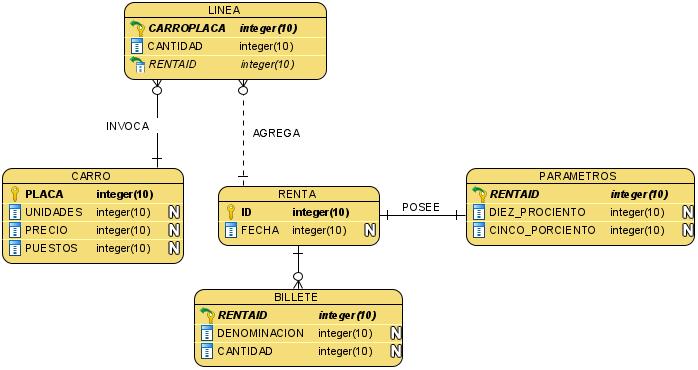 LINEA
CARROPLACA integer(10)
CANTIDAD integer(10)
RENTAID integer(10)
INVOCA
AGREGA
CARRO
PLACA integer(10)
UNIDADES integer(10) N
PRECIO integer(10) N
PUESTOS integer(10) N
RENTA
ID integer(10)
FECHA integer(10) N
POSEE
PARAMETROS
RENTAID integer(10)
DIEZ_PROCIENTO integer(10) N
CINCO_PORCIENTO integer(10) N
BILLETE
RENTAID integer(10)
DENOMINACION integer(10) N
CANTIDAD integer(10) N